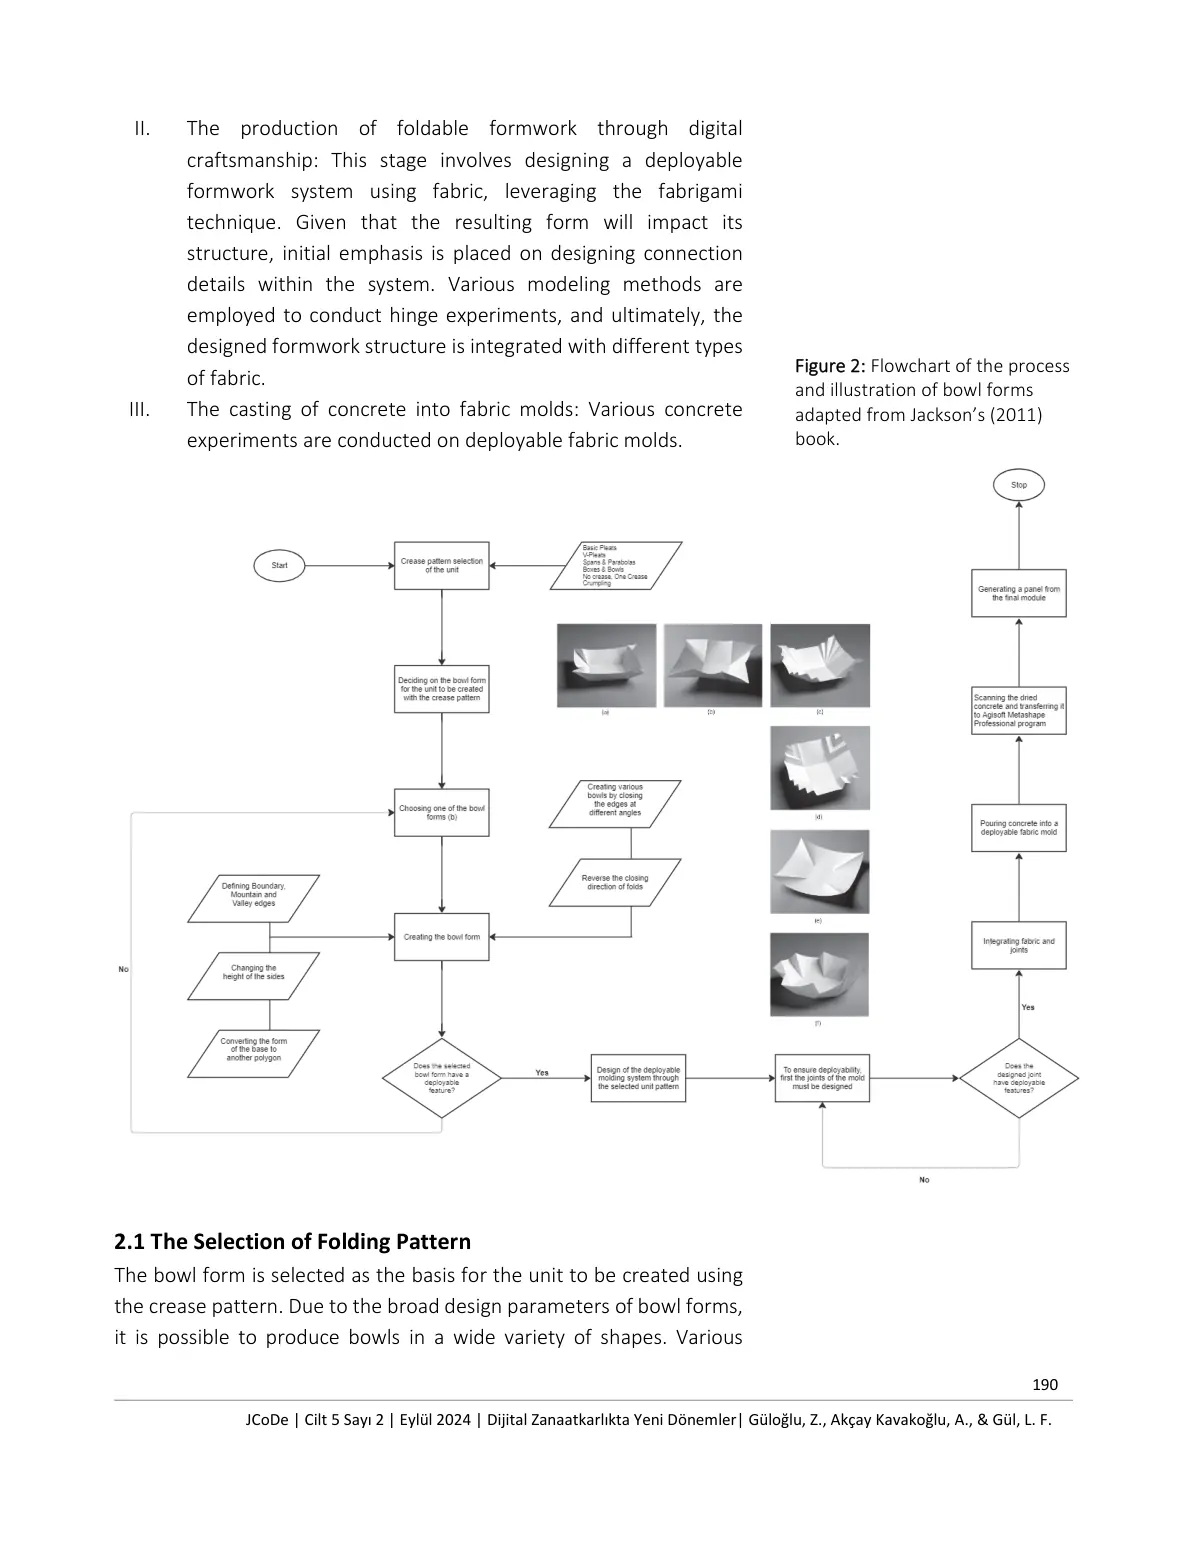 II. The production of foldable formwork through digital
craftsmanship: This stage involves designing a deployable
formwork system using fabric, leveraging the fabrigami
technique. Given that the resulting form will impact its
structure, initial emphasis is placed on designing connection
details within the system. Various modeling methods are
employed to conduct hinge experiments, and ultimately, the
designed formwork structure is integrated with different types
of fabric.
III. The casting of concrete into fabric molds: Various concrete
experiments are conducted on deployable fabric molds.
Figure 2: Flowchart of the process
and illustration of bowl forms
adapted from Jackson’s (2011)
book.
Start
Crease pattern selection
of the unit
Basic Pleats
V-Pleats
Spans & Parabolas
Boxes & Bowls
No crease, One Crease
Crumpling
Deciding on the bowl form
for the unit to be created
with the crease pattern
(a)
(b)
(c)
(d)
(e)
(f)
Choosing one of the bowl
forms (b)
Creating various
bowls by closing
the edges at
different angles
Reverse the closing
direction of folds
Defining Boundary,
Mountain and
Valley edges
Creating the bowl form
Changing the
height of the sides
Converting the form
of the base to
another polygon
No
Does the selected
bowl form have a
deployable
feature?
Yes
Design of the deployable
molding system through
the selected unit pattern
To ensure deployability,
first the joints of the mold
must be designed
Does the
designed joint
have deployable
features?
No
Yes
Integrating fabric and
joints
Pouring concrete into a
deployable fabric mold
Scanning the dried
concrete and transferring it
to Agisoft Metashape
Professional program
Generating a panel from
the final module
Stop
2.1 The Selection of Folding Pattern
The bowl form is selected as the basis for the unit to be created using
the crease pattern. Due to the broad design parameters of bowl forms,
it is possible to produce bowls in a wide variety of shapes. Various
190
JCoDe | Cilt 5 Sayı 2 | Eylül 2024 | Dijital Zanaatkarlıkta Yeni Dönemler| Güloğlu, Z., Akçay Kavakoğlu, A., & Gül, L. F.